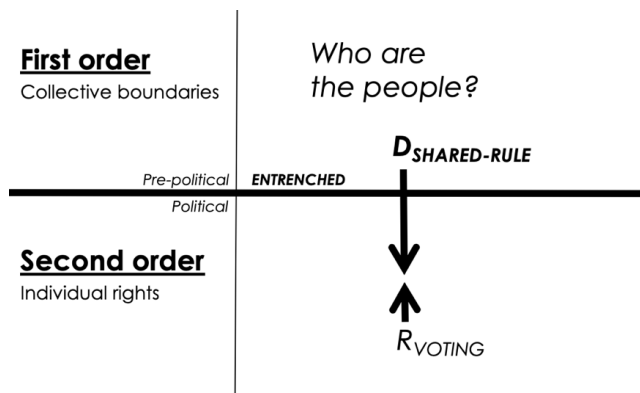 First order
Collective boundaries
Who are
the people?
D SHARED-RULE
Pre-political
ENTRENCHED
Political
Second order
Individual rights
R VOTING